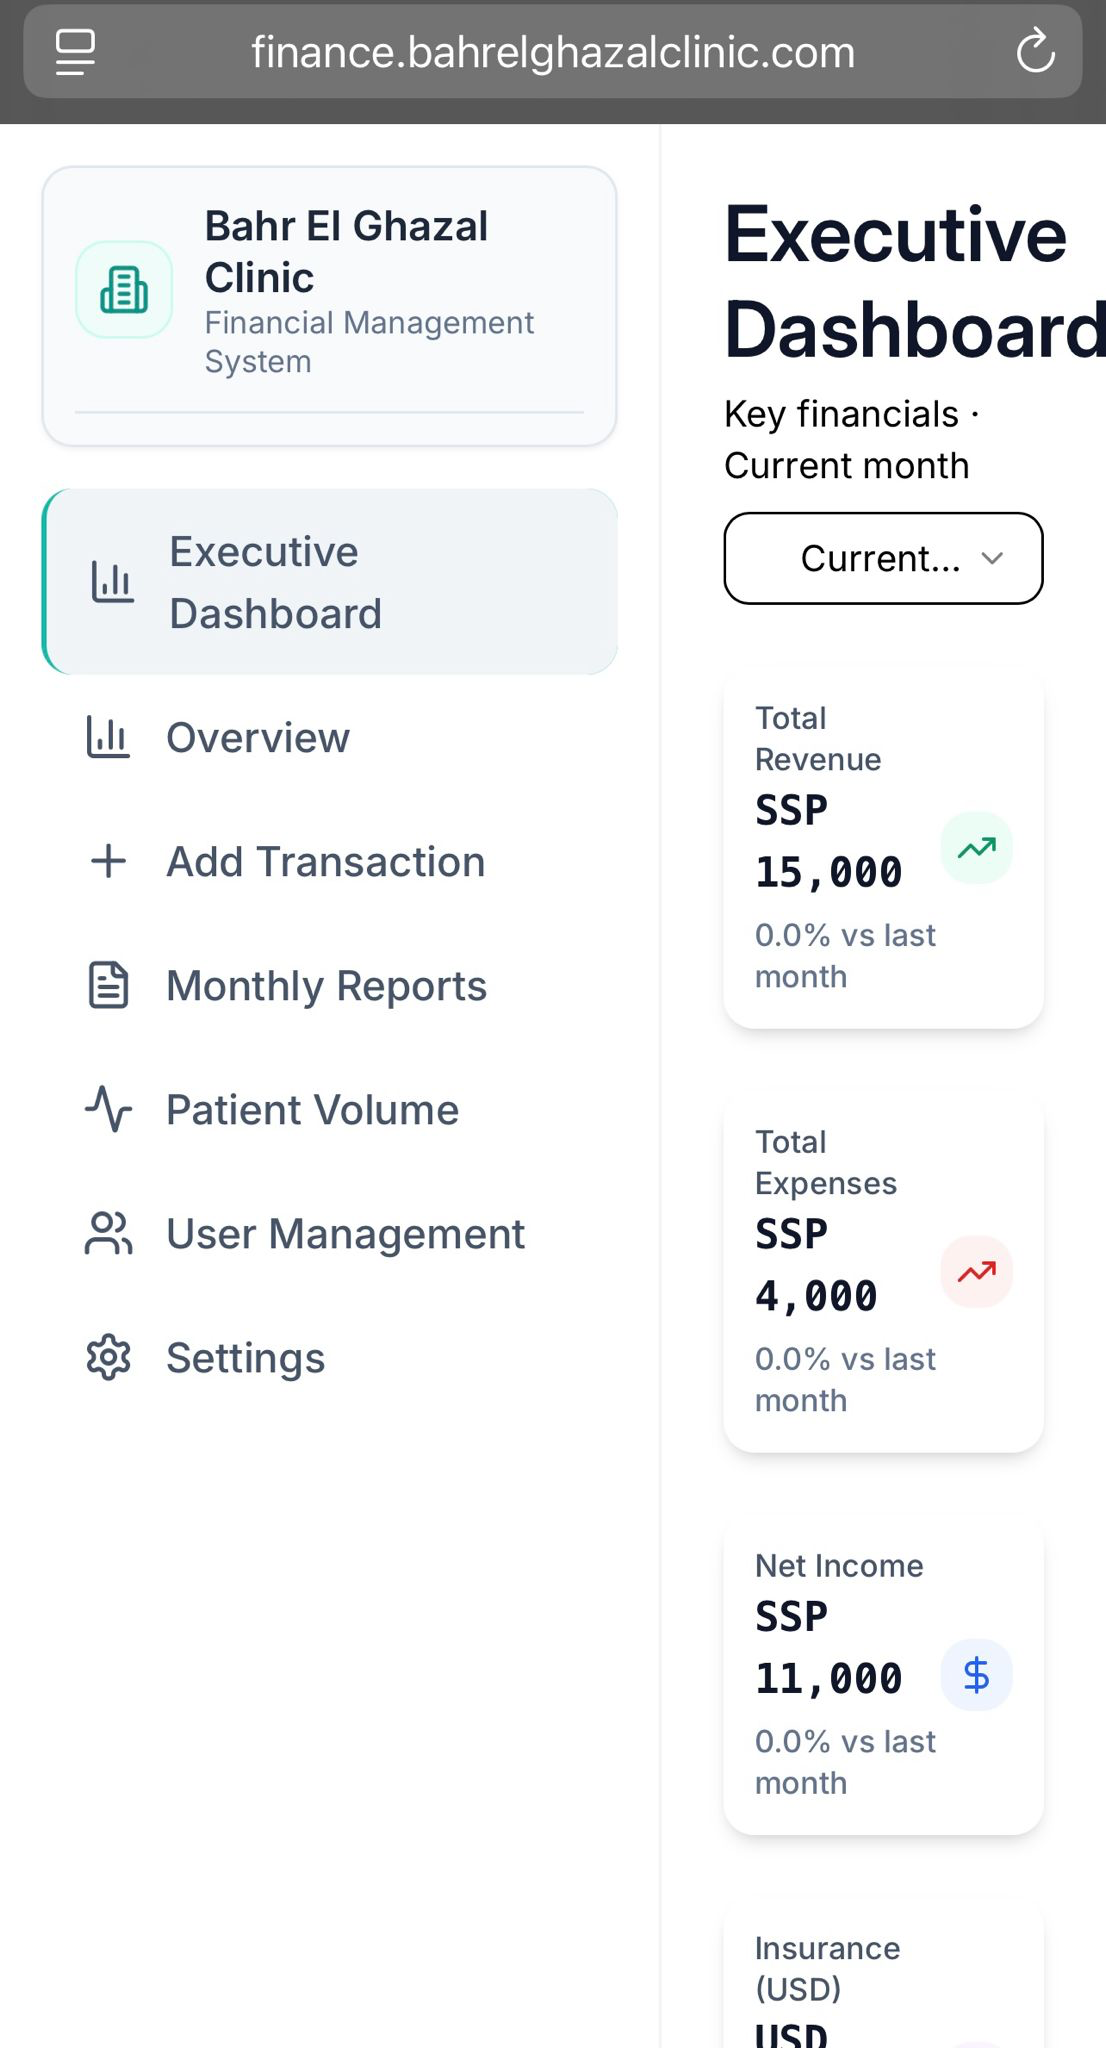 finance.bahrelghazalclinic.com
Bahr El Ghazal
Clinic
Financial Management
System
Executive
Dashboard
Overview
Add Transaction
Monthly Reports
Patient Volume
User Management
Settings
Executive
Dashboard
Key financials ·
Current month
Current...
Total
Revenue
SSP
15,000
0.0% vs last
month
Total
Expenses
SSP
4,000
0.0% vs last
month
Net Income
SSP
11,000
0.0% vs last
month
Insurance
(USD)
USD